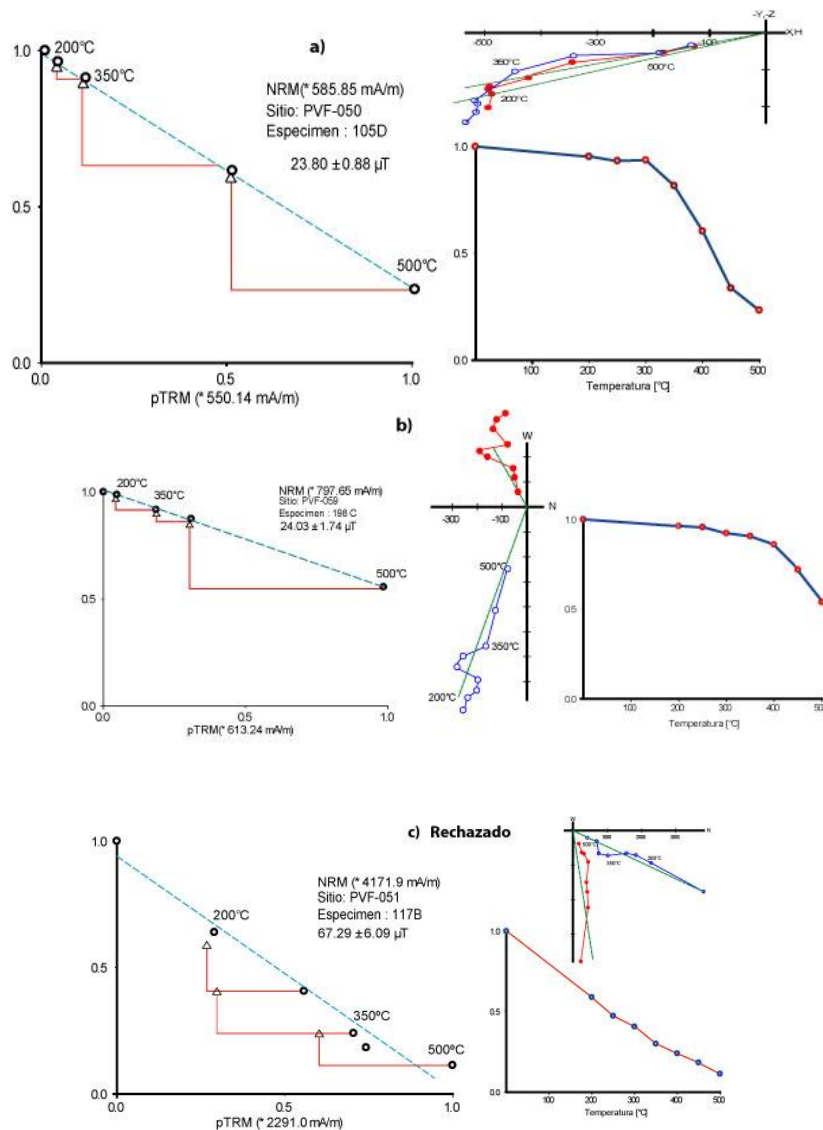 a)
1.0
200°C
350°C
NRM(* 585.85 mA/m)
Sitio: PVF-050
Especimen : 105D
23.80 ±0.88 µT
0.5
500°C
0.0
0.0
0.5
1.0
pTRM (* 550.14 mA/m)
-Y,-Z
-500
-300
-100
X,H
350°C
500°C
200°C
1.0
0.5
0.0
100
200
300
400
500
Temperatura [°C]
b)
1.0
200°C
350°C
NRM (* 797.65 mA/m)
Sitio: PVF-059
Especimen : 198 C
24.03 ± 1.74 µT
500°C
0.5
0.0
0.0
1.0
pTRM(* 613.24 mA/m)
W
-300
-100
N
500°C
350°C
200°C
1.0
0.5
0.0
100
200
300
400
500
Temperatura [°C]
c) Rechazado
1.0
NRM (* 4171.9 mA/m)
Sitio: PVF-051
Especimen : 117B
67.29 ±6.09 µT
200°C
0.5
350°C
500°C
0.0
0.0
0.5
1.0
pTRM (* 2291.0 mA/m)
W
N
500°C
350°C
200°C
1.0
0.5
0.0
100
200
300
400
500
Temperatura [°C]